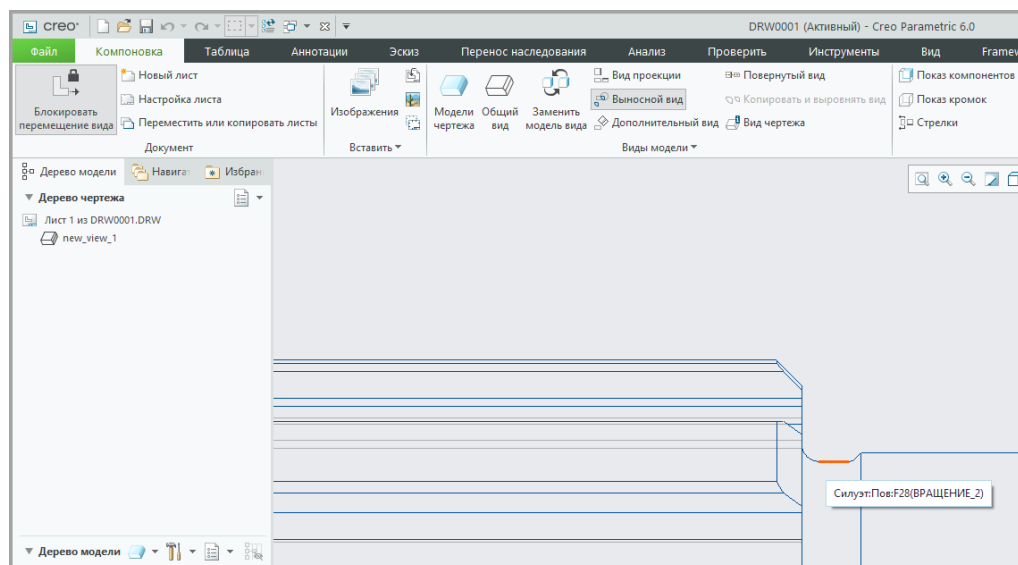 creo·
DRW0001 (Активный) - Creo Parametric 6.0
Файл Компоновка Таблица Аннотации Эскиз Перенос наследования Анализ Проверить Инструменты Вид Framew
Блокировать перемещение вида
Новый лист
Настройка листа
Переместить или копировать листы
Документ
Изображения
Вставить
Модели чертежа
Общий вид
Заменить модель вида
Вид проекции
Выносной вид
Дополнительный вид
Повернутый вид
Копировать и выровнять вид
Вид чертежа
Виды модели
Показ компонентов
Показ кромок
Стрелки
Дерево модели Навига Избран
Дерево чертежа
Лист 1 из DRW0001.DRW
new_view_1
Силуэт:Пов:F28(ВРАЩЕНИЕ_2)
Дерево модели